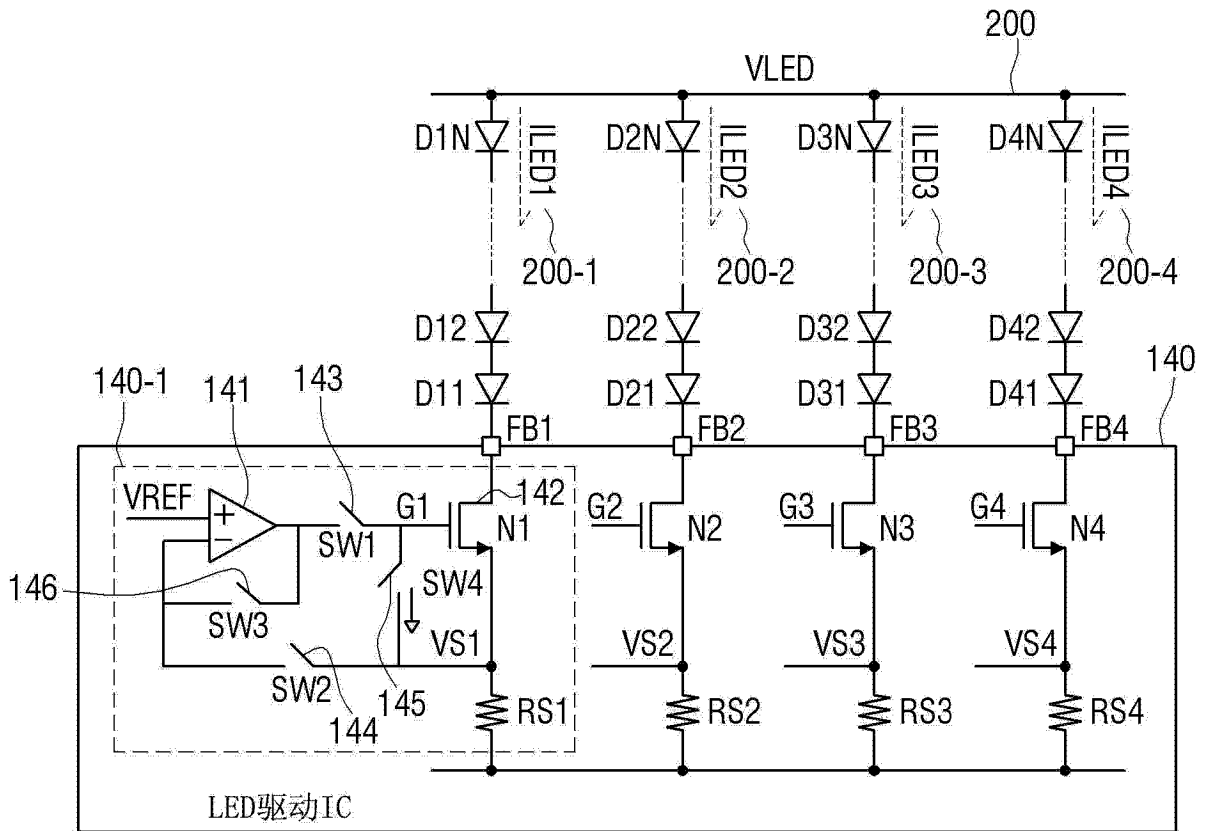 200
VLED
D1N
ILED1
D2N
ILED2
D3N
ILED3
D4N
ILED4
200-1
200-2
200-3
200-4
D12
D22
D32
D42
140-1
141
143
D11
D21
D31
D41
140
FB1
FB2
FB3
FB4
VREF
G1
142
G2
G3
G4
SW1
N1
N2
N3
N4
146
SW4
SW3
VS1
VS2
VS3
VS4
SW2
145
144
RS1
RS2
RS3
RS4
LED驱动IC